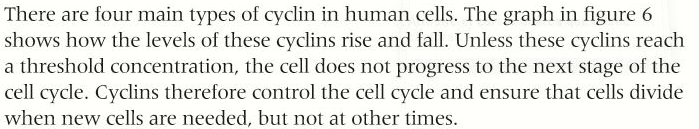 There are four main types of cyclin in human cells. The graph in figure 6
shows how the levels of these cyclins rise and fall. Unless these cyclins reach
a threshold concentration, the cell does not progress to the next stage of the
cell cycle. Cyclins therefore control the cell cycle and ensure that cells divide
when new cells are needed, but not at other times.